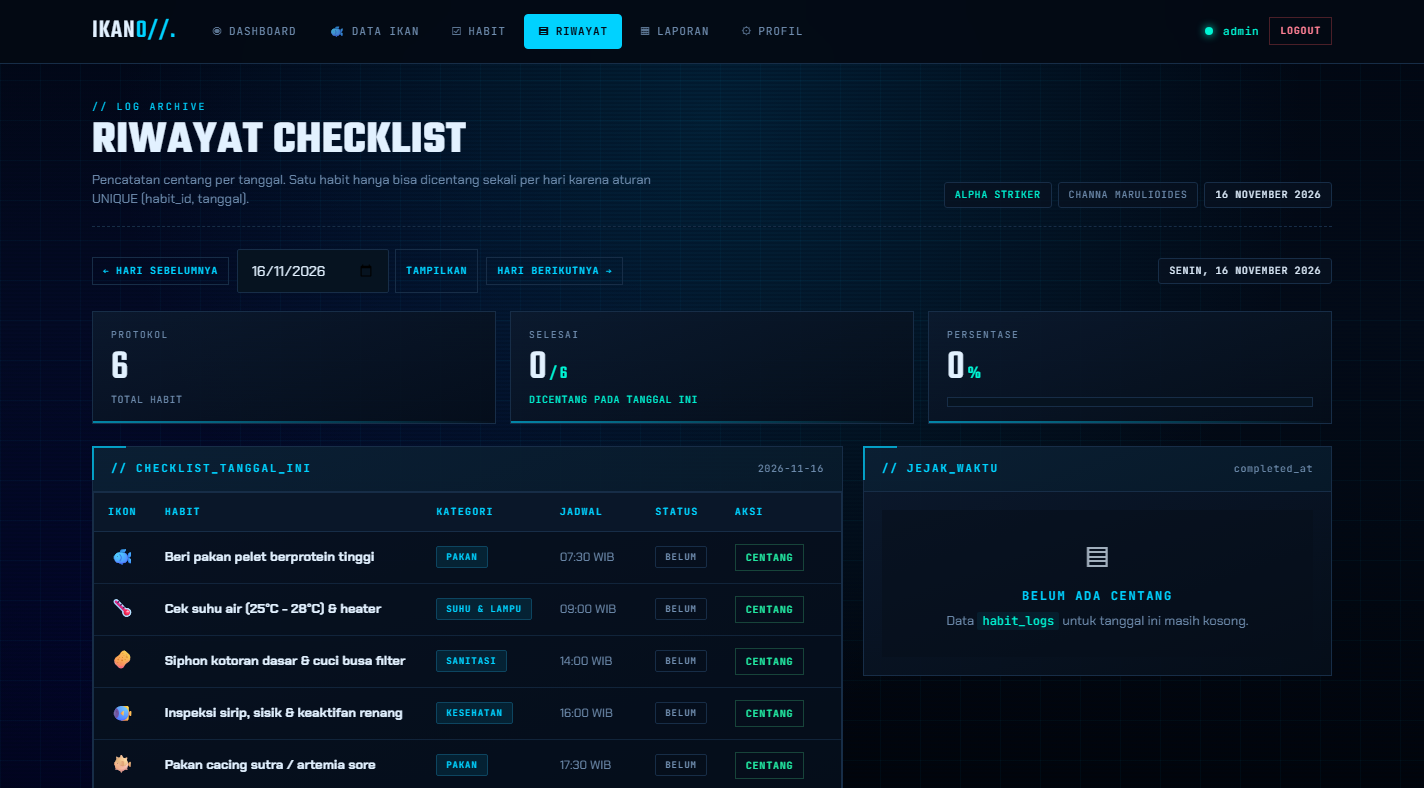 IKANO//.
DASHBOARD
DATA IKAN
HABIT
RIWAYAT
LAPORAN
PROFIL
admin
LOGOUT
// LOG ARCHIVE
RIWAYAT CHECKLIST
Pencatatan centang per tanggal. Satu habit hanya bisa dicentang sekali per hari karena aturan
UNIQUE (habit_id, tanggal).
ALPHA STRIKER
CHANNA MARULIOIDES
16 NOVEMBER 2026
← HARI SEBELUMNYA
16/11/2026
TAMPILKAN
HARI BERIKUTNYA →
SENIN, 16 NOVEMBER 2026
PROTOKOL
6
TOTAL HABIT
SELESAI
0/6
DICENTANG PADA TANGGAL INI
PERSENTASE
0%
// CHECKLIST_TANGGAL_INI
2026-11-16
IKON HABIT KATEGORI JADWAL STATUS AKSI
Beri pakan pelet berprotein tinggi PAKAN 07:30 WIB BELUM CENTANG
Cek suhu air (25°C - 28°C) & heater SUHU & LAMPU 09:00 WIB BELUM CENTANG
Siphon kotoran dasar & cuci busa filter SANITASI 14:00 WIB BELUM CENTANG
Inspeksi sirip, sisik & keaktifan renang KESEHATAN 16:00 WIB BELUM CENTANG
Pakan cacing sutra / artemia sore PAKAN 17:30 WIB BELUM CENTANG
// JEJAK_WAKTU
completed_at
BELUM ADA CENTANG
Data habit_logs untuk tanggal ini masih kosong.